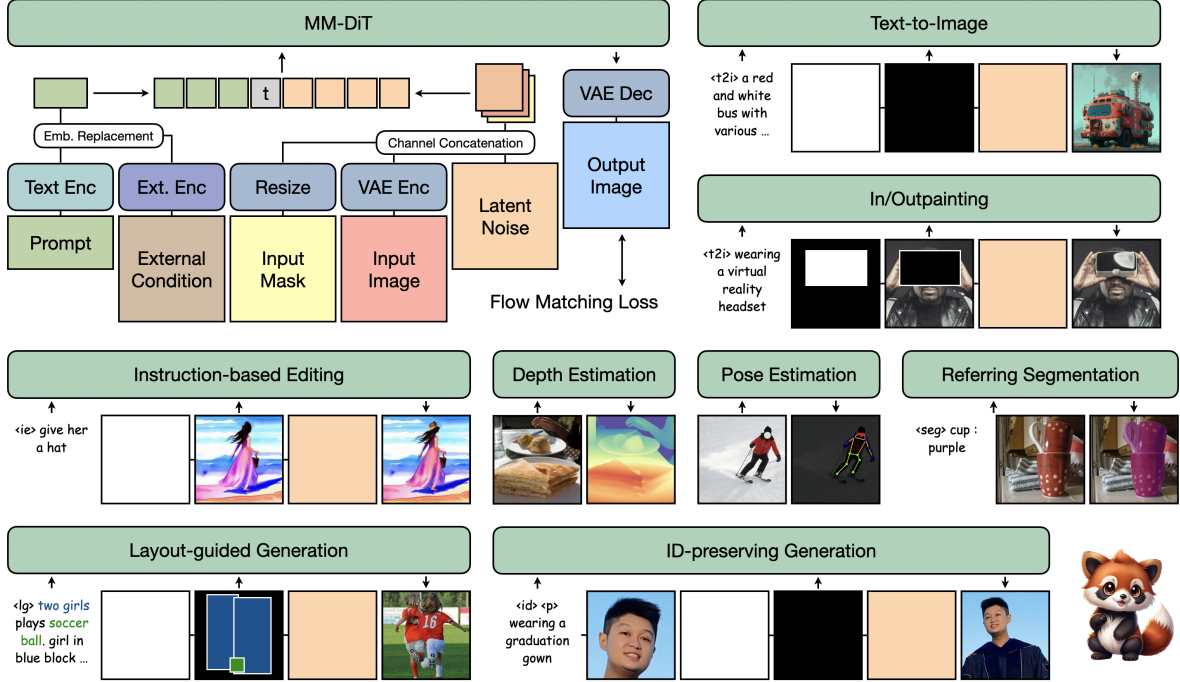 MM-DiT
t
VAE Dec
Emb. Replacement
Channel Concatenation
Text Enc
Ext. Enc
Resize
VAE Enc
Latent
Noise
Output
Image
Prompt
External
Condition
Input
Mask
Input
Image
Flow Matching Loss
Text-to-Image
<t2i> a red
and white
bus with
various ...
In/Outpainting
<t2i> wearing
a virtual
reality
headset
Instruction-based Editing
<ie> give her
a hat
Depth Estimation
Pose Estimation
Referring Segmentation
<seg> cup :
purple
Layout-guided Generation
<lg> two girls
plays soccer
ball. girl in
blue block ...
16
ID-preserving Generation
<id> <p>
wearing a
graduation
gown